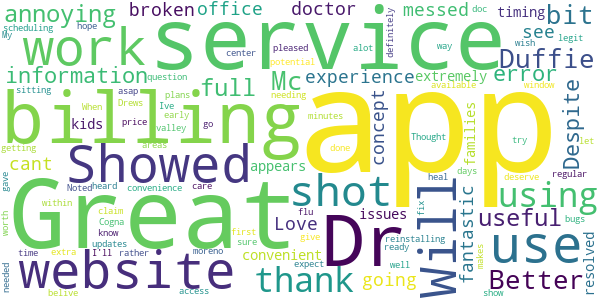 annoying
broken
office
doctor
messed
timing
bit
doc
hope
My
scheduling
center
pleased
alot
definitely
way
see
wish
legit
work
service
Duffie
information
full
Mc
experience
extremely
error
sitting
question
potential
available
window
When
asap
Drews
plans
needing
minutes
families
billing
app
kids
price
Ive
early
go
concept
Despite
getting
valley
done
Thought
try
let
cant
Showed
areas
appears
shot
Will
days
deserve
regular
using
gave
Noted
heard
convenience
care
Love
flu
issues
heal
fantastic
useful
bugs
Great
Dr
use
worth
within
claim
Cogna
know
updates
I'll
rather
first
sure
give
convenient
reinstalling
fix
resolved
website
time
extra
moreno
expect
ready
well
makes
Better
needed
belive
access
thank
going
show